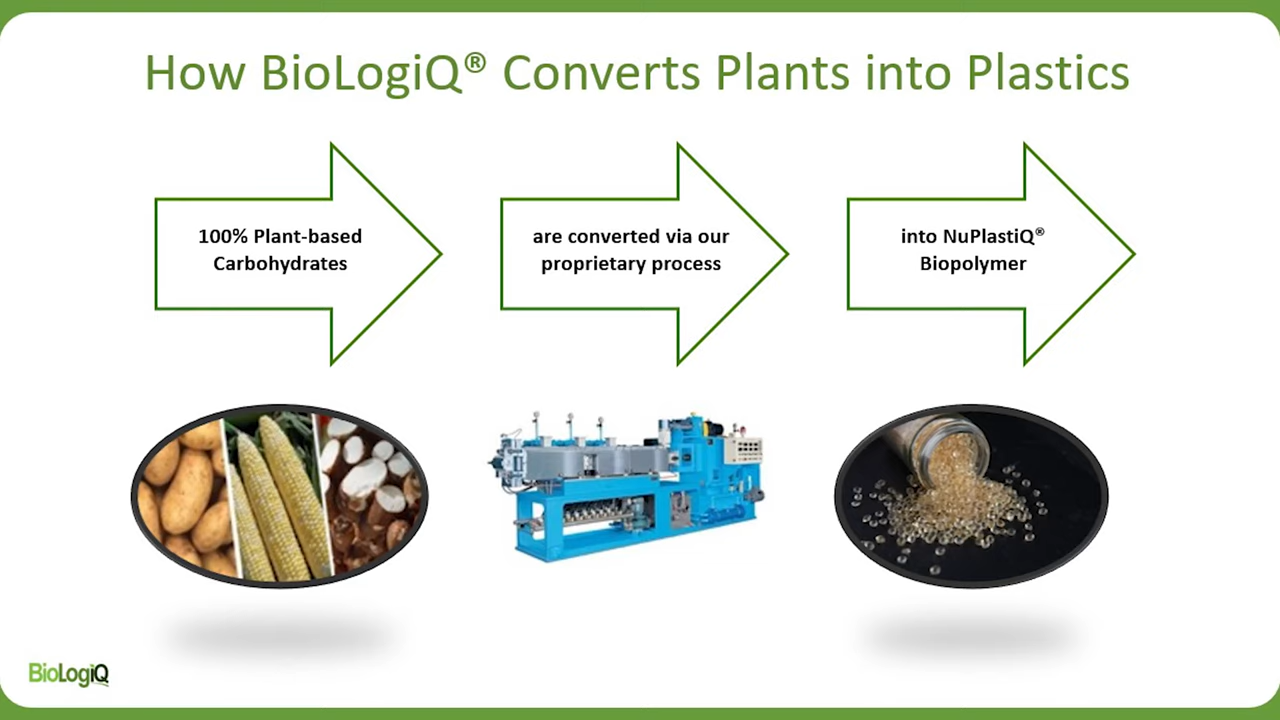 How BioLogiQ® Converts Plants into Plastics
100% Plant-based
Carbohydrates
are converted via our
proprietary process
into NuPlastiQ®
Biopolymer
BioLogiQ